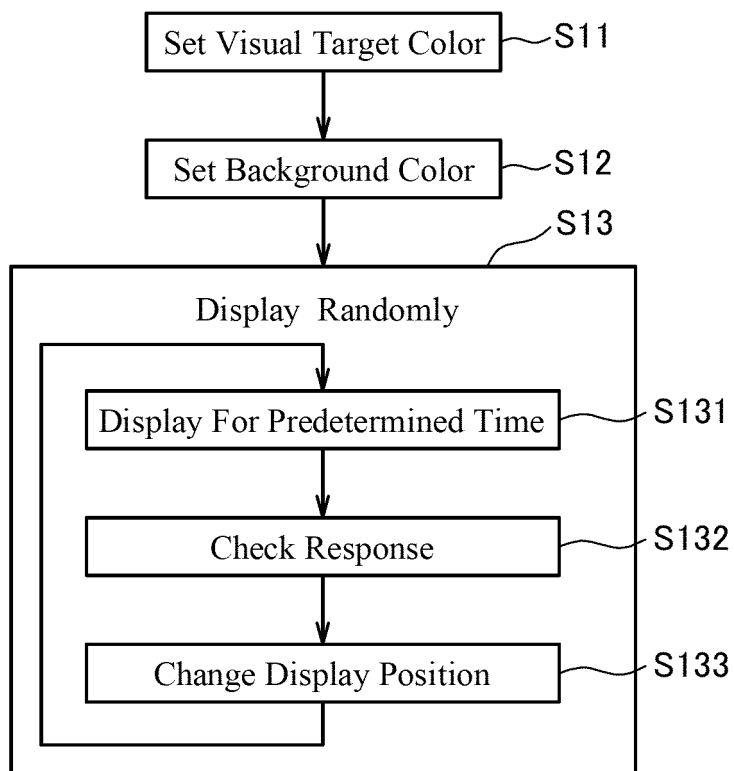 Set Visual Target Color
S11
Set Background Color
S12
S13
Display Randomly
Display For Predetermined Time
S131
Check Response
S132
Change Display Position
S133